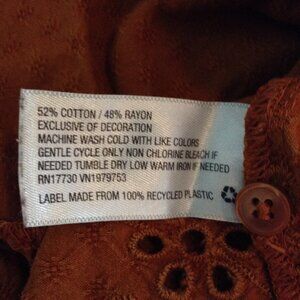 52% COTTON / 48% RAYON
EXCLUSIVE OF DECORATION
MACHINE WASH COLD WITH LIKE COLORS
GENTLE CYCLE ONLY NON CHLORINE BLEACH IF
NEEDED TUMBLE DRY LOW WARM IRON IF NEEDED
RN17730 VN1979753
LABEL MADE FROM 100% RECYCLED PLASTIC